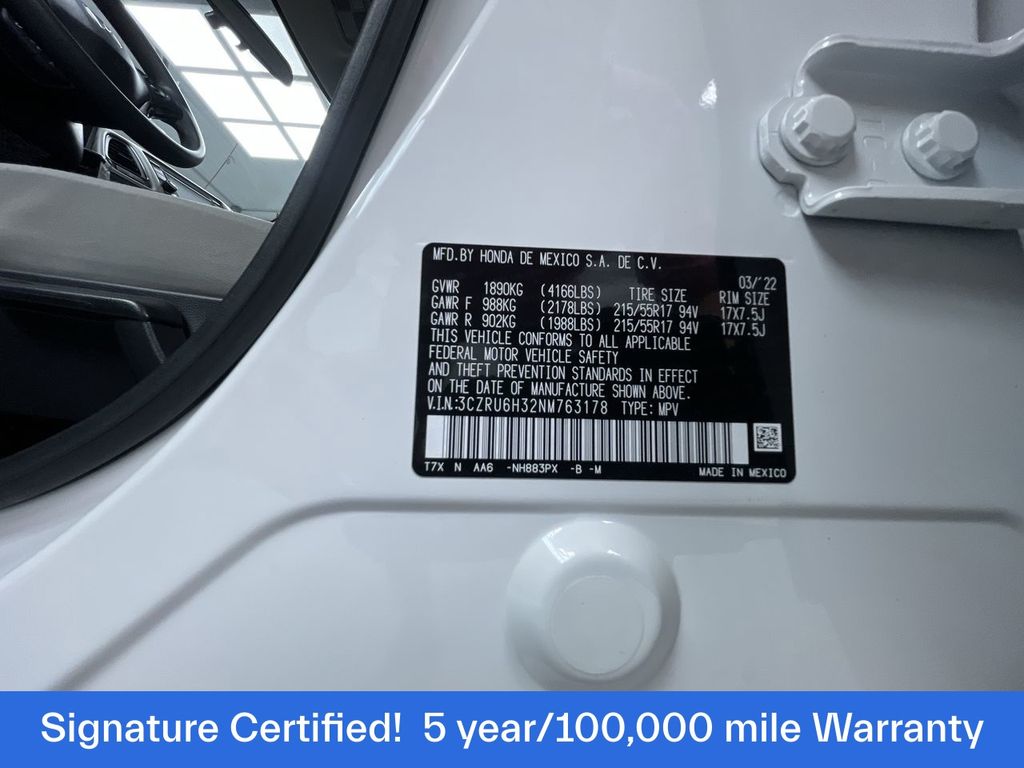 MFD.BY HONDA DE MEXICO S.A. DE C.V.
03/'22
GVWR 1890KG (4166LBS) TIRE SIZE RIM SIZE
GAWR F 988KG (2178LBS) 215/55R17 94V 17X7.5J
GAWR R 902KG (1988LBS) 215/55R17 94V 17X7.5J
THIS VEHICLE CONFORMS TO ALL APPLICABLE
FEDERAL MOTOR VEHICLE SAFETY
AND THEFT PREVENTION STANDARDS IN EFFECT
ON THE DATE OF MANUFACTURE SHOWN ABOVE.
V.I.N.:3CZRU6H32NM763178 TYPE: MPV
T7X N AA6 -NH883PX -B -M MADE IN MEXICO
Signature Certified! 5 year/100,000 mile Warranty